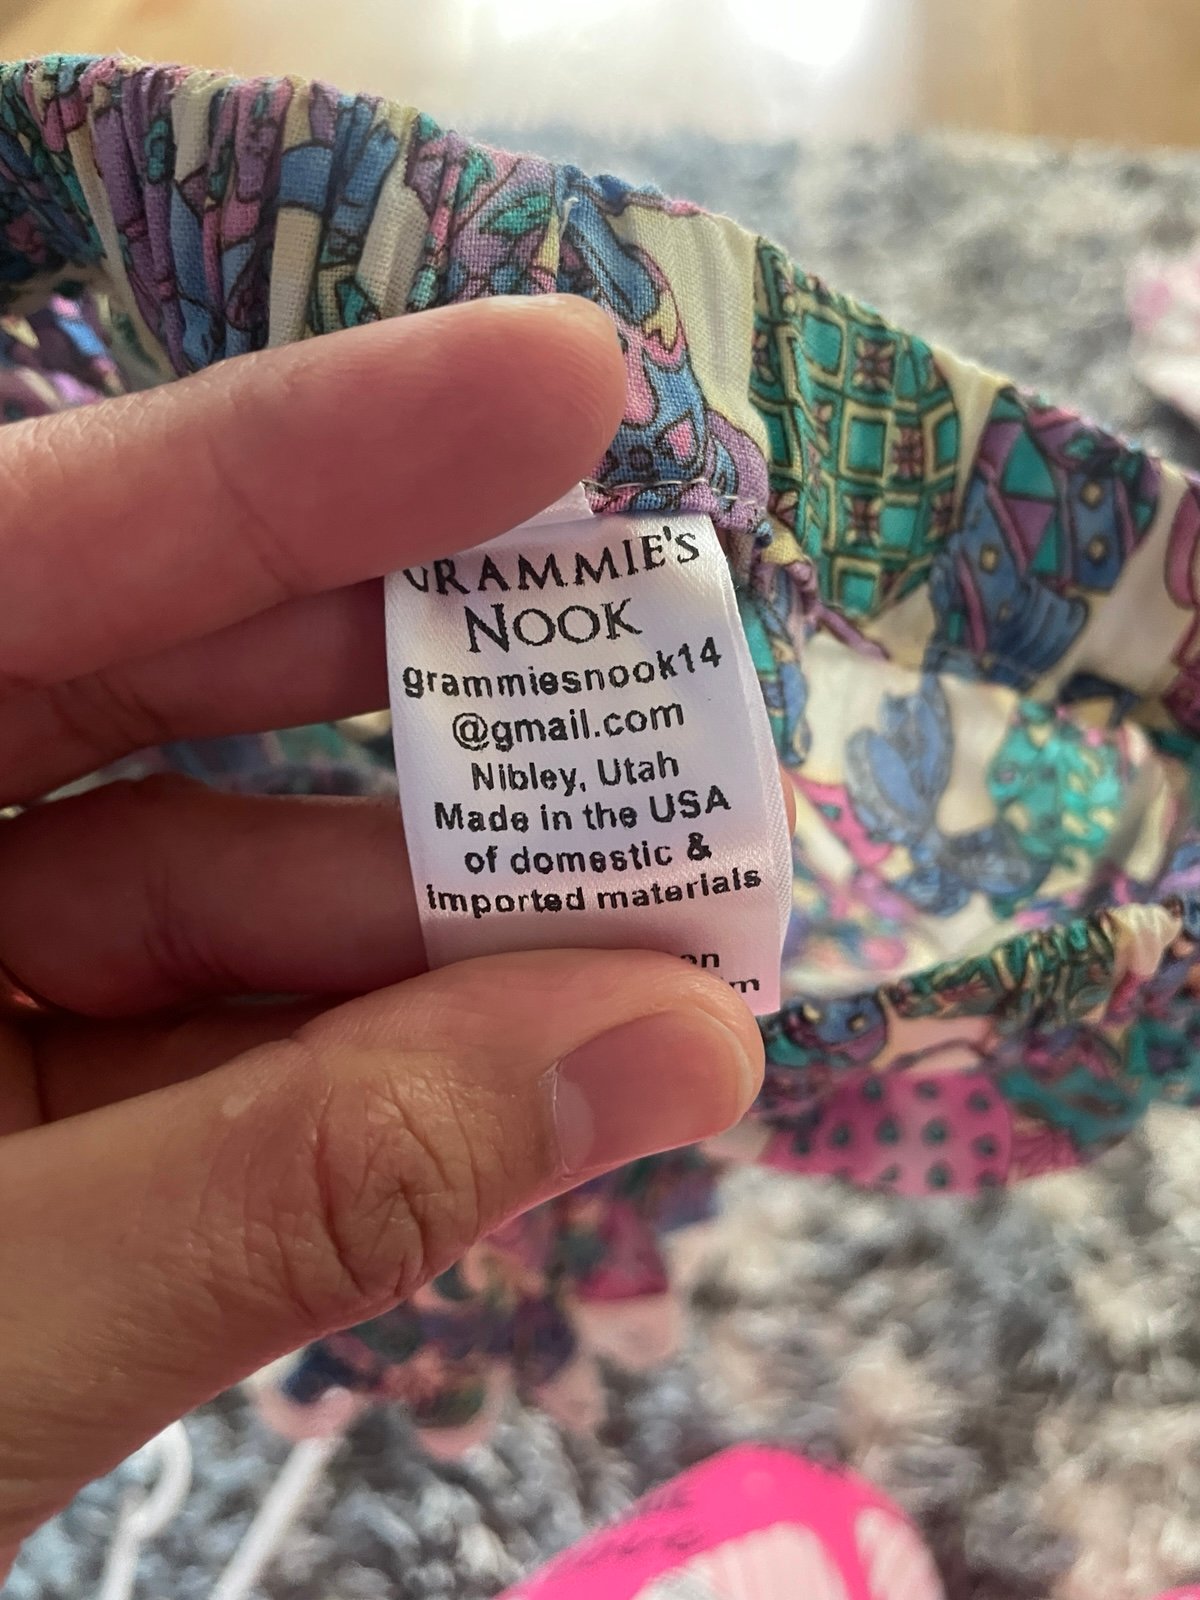 GRAMMIE'S
NOOK
grammiesnook14
@gmail.com
Nibley, Utah
Made in the USA
of domestic &
imported materials